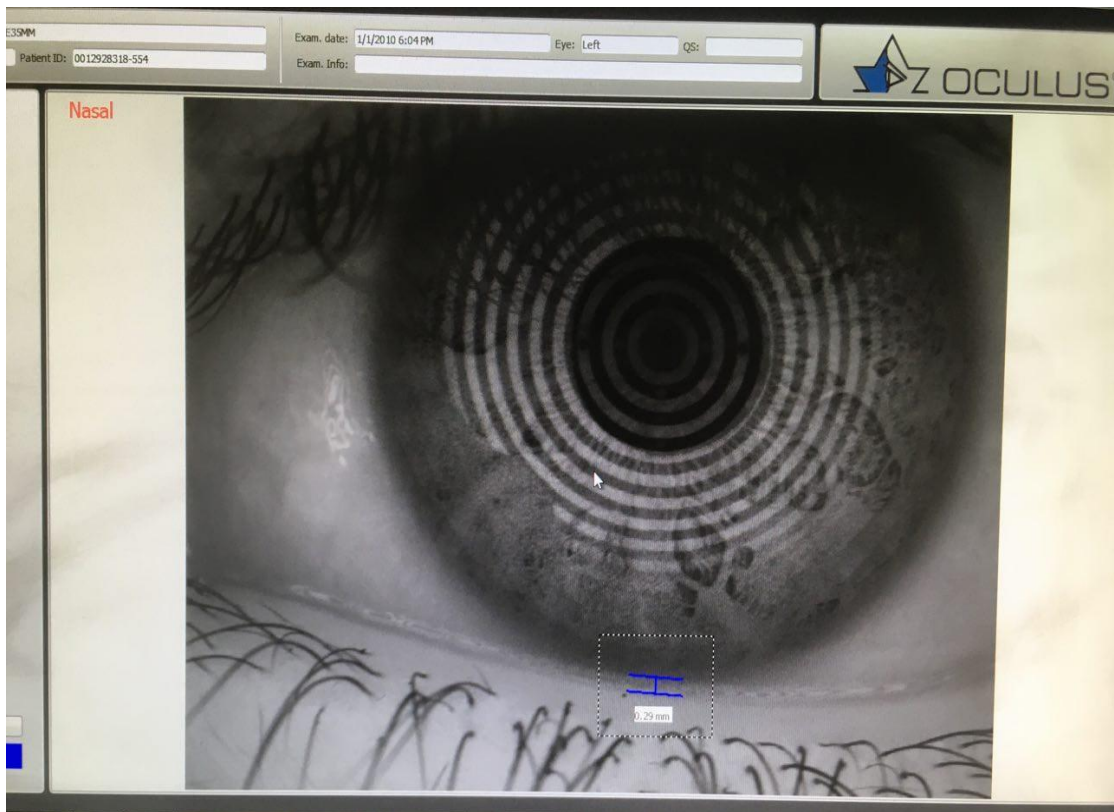 E35MM
Patient ID: 0012928318-554
Exam. date: 1/1/2010 6:04 PM
Eye: Left
QS:
Exam. Info:
OCULUS
Nasal
0.29 mm